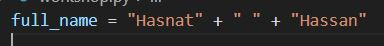 full_name = "Hasnat" + " " + "Hassan"